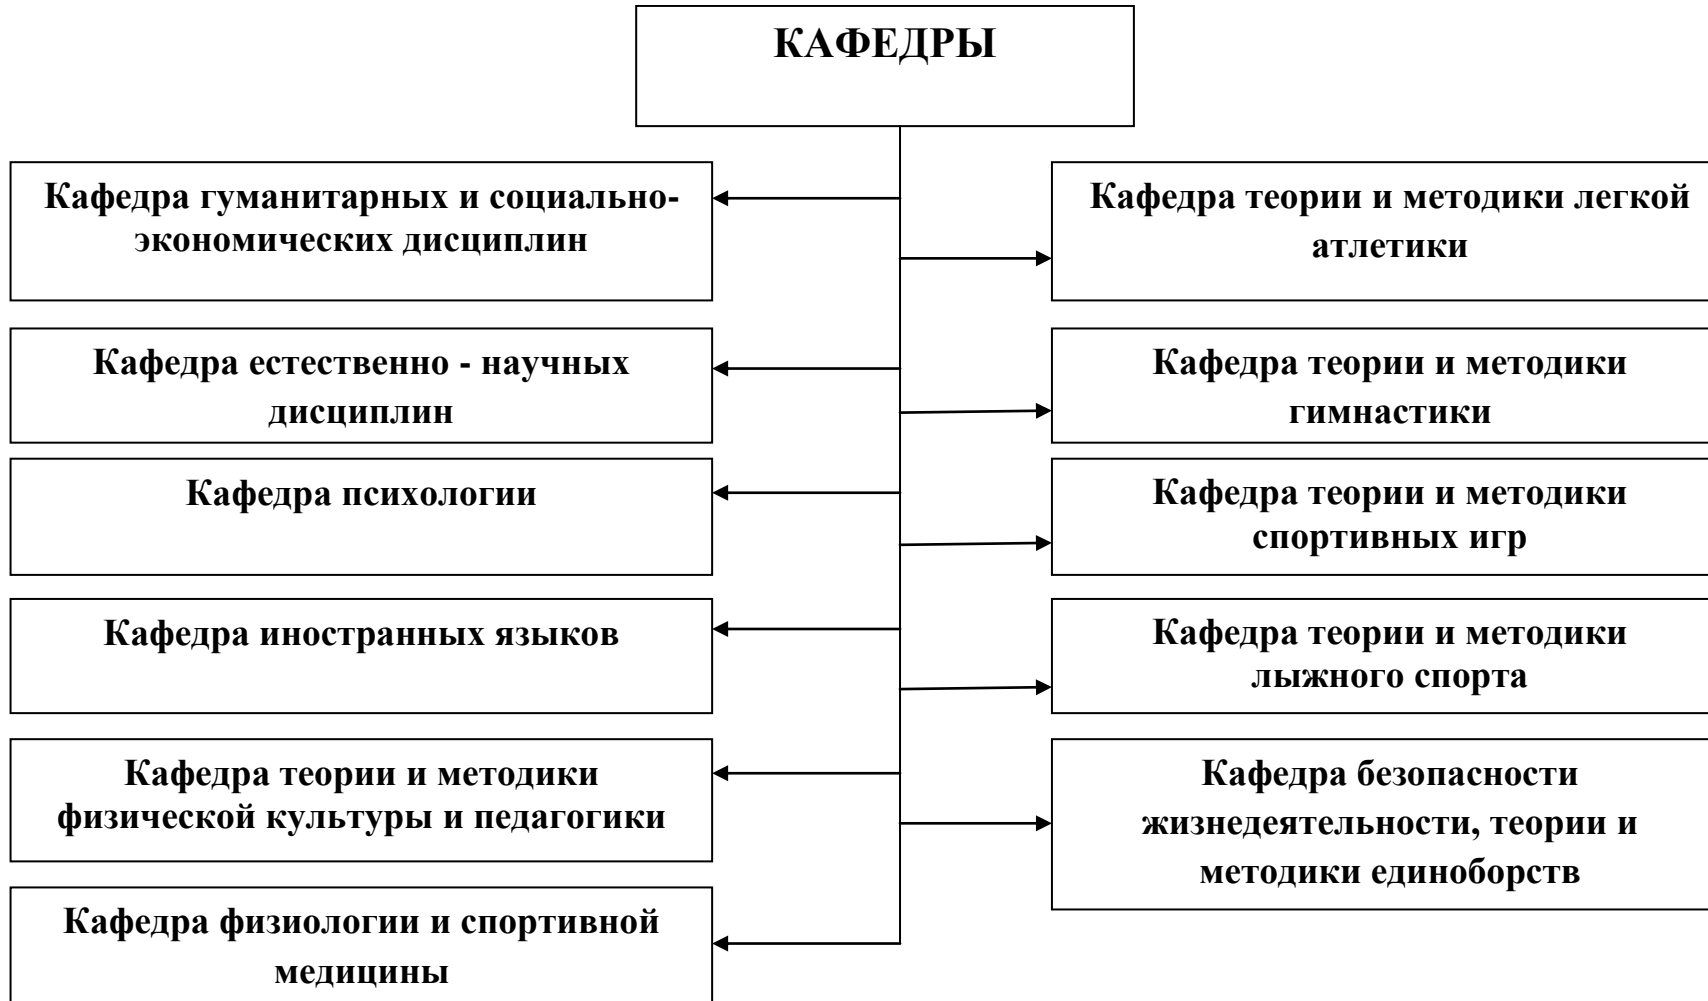 КАФЕДРЫ
Кафедра гуманитарных и социально-
экономических дисциплин
Кафедра естественно - научных
дисциплин
Кафедра психологии
Кафедра иностранных языков
Кафедра теории и методики
физической культуры и педагогики
Кафедра физиологии и спортивной
медицины
Кафедра теории и методики легкой
атлетики
Кафедра теории и методики
гимнастики
Кафедра теории и методики
спортивных игр
Кафедра теории и методики
лыжного спорта
Кафедра безопасности
жизнедеятельности, теории и
методики единоборств